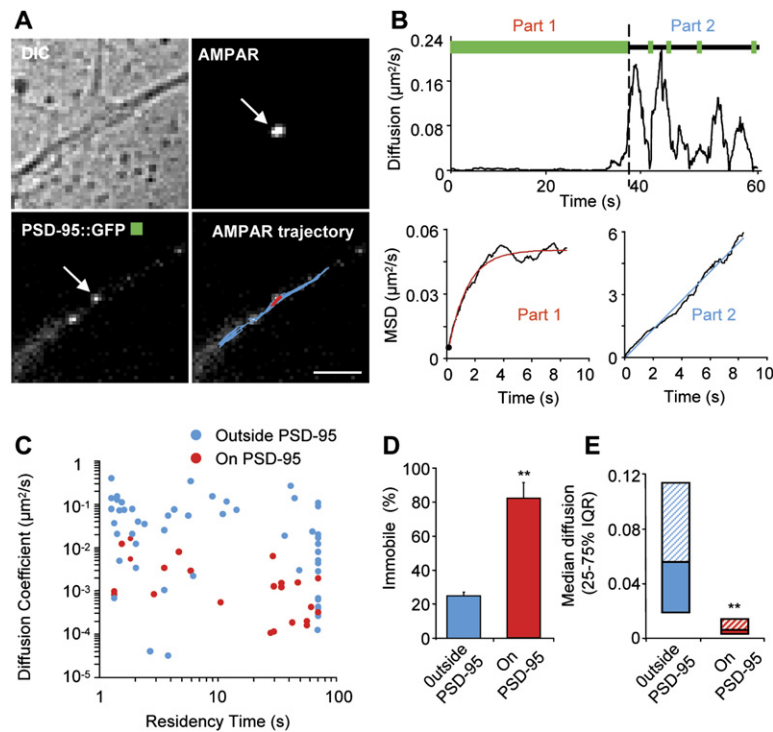 A
DIC
AMPAR
PSD-95::GFP
AMPAR trajectory
B
Part 1
Part 2
0.24
0.16
0.08
0
Diffusion (µm²/s)
0
20
40
60
Time (s)
0.06
0.03
0
MSD (µm²/s)
Part 1
0 2 4 6 8 10
Time (s)
6
3
0
Part 2
0 2 4 6 8 10
Time (s)
C
Outside PSD-95
On PSD-95
1
10⁻¹
10⁻²
10⁻³
10⁻⁴
10⁻⁵
Diffusion Coefficient (µm²/s)
1
10
100
Residency Time (s)
D
100
80
60
40
20
0
Immobile (%)
**
Outside
PSD-95
On
PSD-95
E
0.12
0.08
0.04
0
Median diffusion
(25-75% IQR)
**
Outside
PSD-95
On
PSD-95